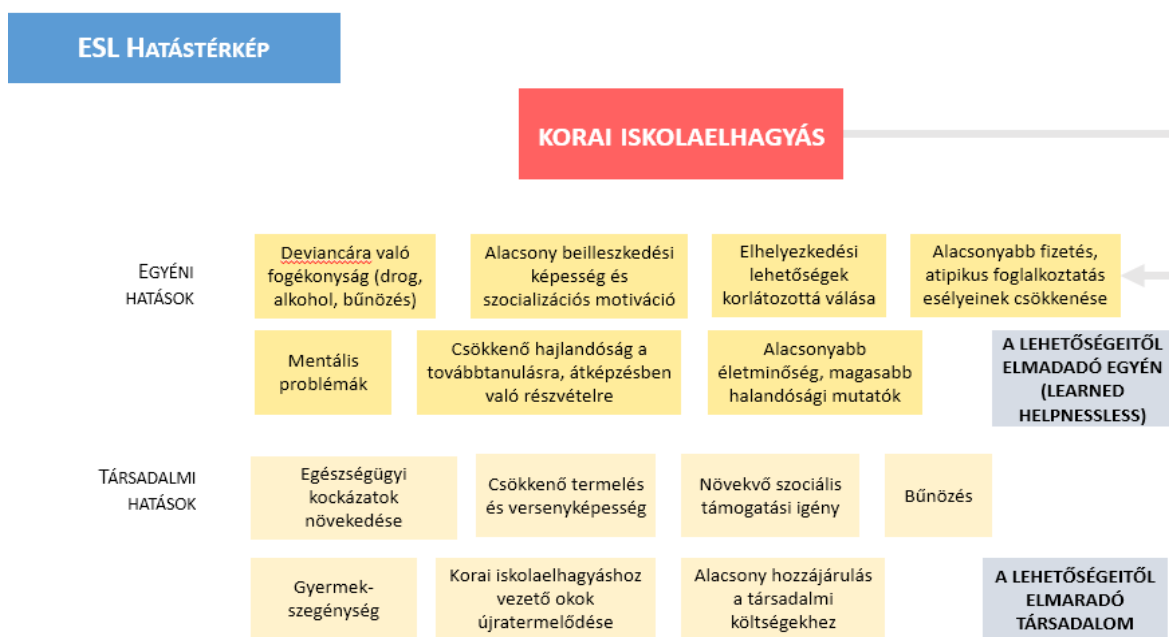 ESL HATÁSTÉRKÉP
KORAI ISKOLAELHAGYÁS
EGYÉNI
HATÁSOK
Devianciára való
fogékonyság (drog,
alkohol, bűnözés)
Alacsony beilleszkedési
képesség és
szocializációs motiváció
Elhelyezkedési
lehetőségek
korlátozottá válása
Alacsonyabb fizetés,
atipikus foglalkoztatás
esélyeinek csökkenése
Mentális
problémák
Csökkenő hajlandóság a
továbbtanulásra, átképzésben
való részvételre
Alacsonyabb
életminőség, magasabb
halandósági mutatók
A LEHETŐSÉGEITŐL
ELMADADÓ EGYÉN
(LEARNED
HELPNESSLESS)
TÁRSADALMI
HATÁSOK
Egészségügyi
kockázatok
növekedése
Csökkenő termelés
és versenyképesség
Növekvő szociális
támogatási igény
Bűnözés
Gyermek-
szegénység
Korai iskolaelhagyáshoz
vezető okok
újratermelődése
Alacsony hozzájárulás
a társadalmi
költségekhez
A LEHETŐSÉGEITŐL
ELMARADÓ
TÁRSADALOM